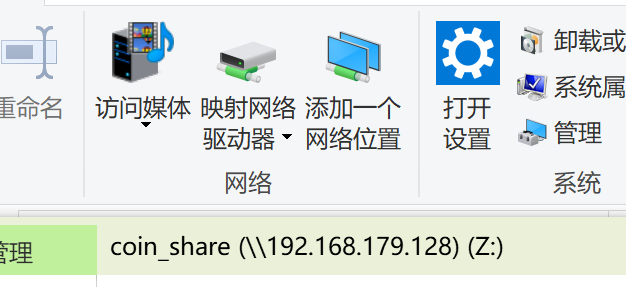 重命名
访问媒体
映射网络
驱动器
添加一个
网络位置
网络
打开
设置
卸载或
系统属
管理
系统
管理
coin_share (\\192.168.179.128) (Z:)